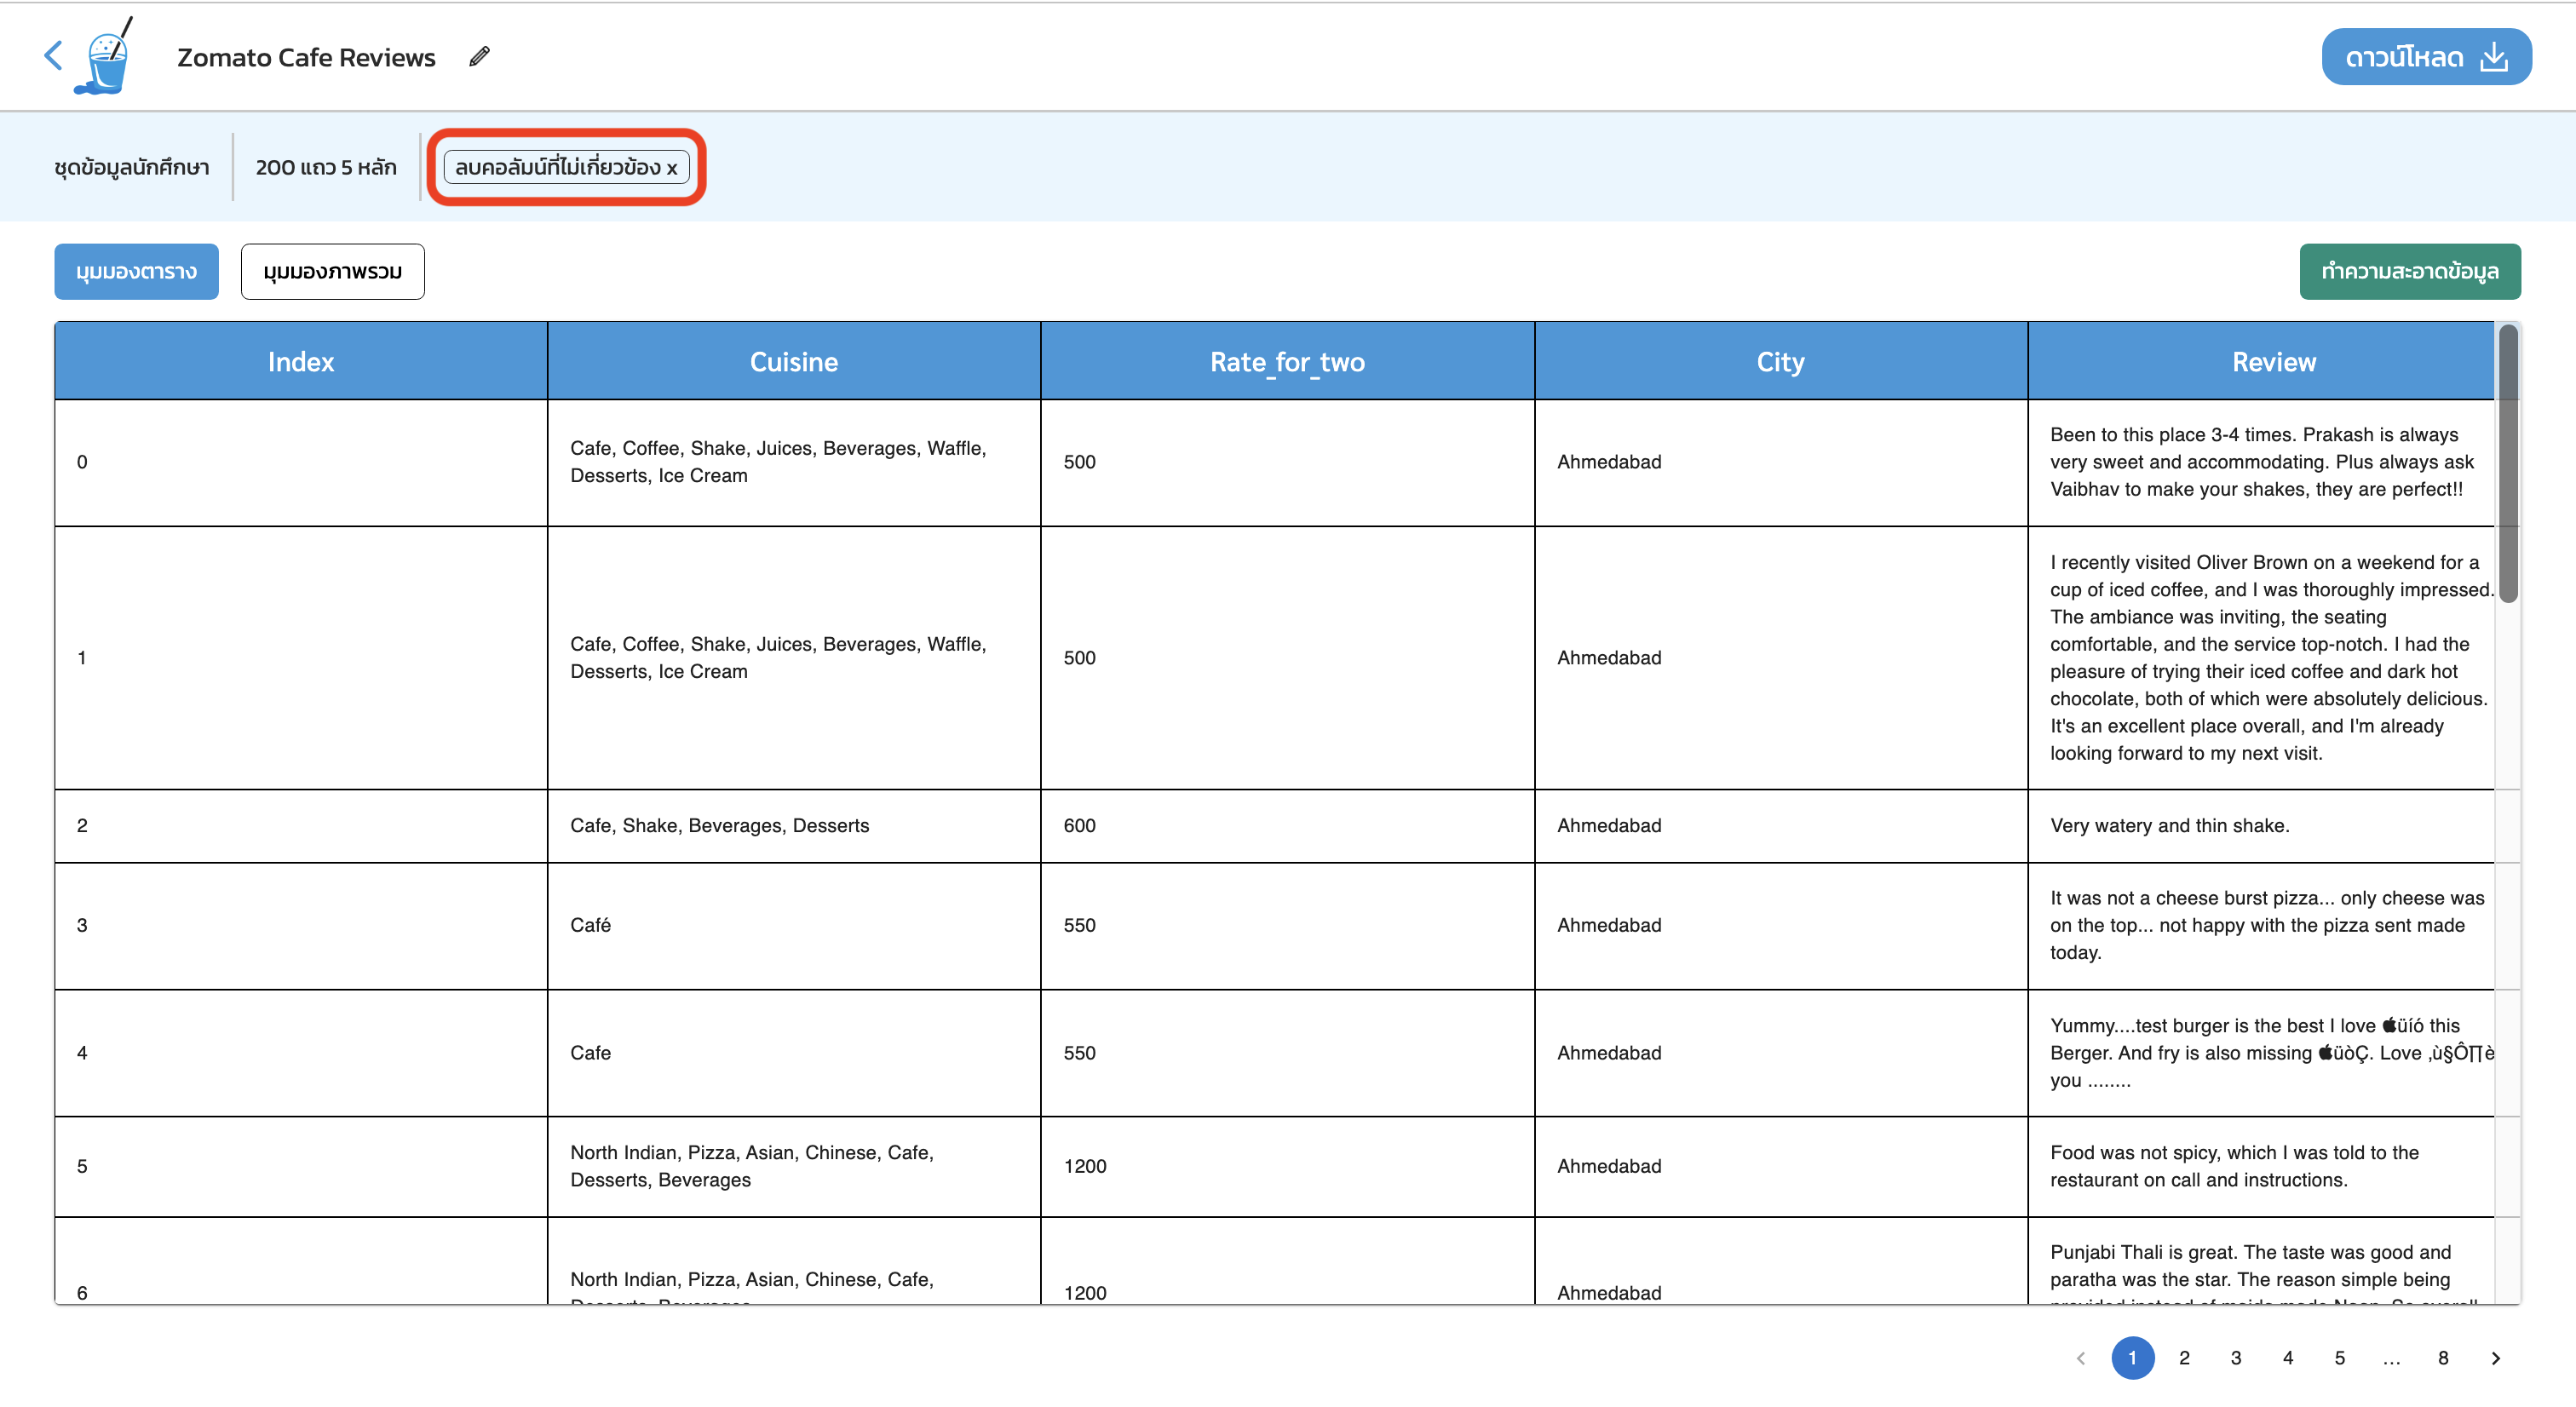 Zomato Cafe Reviews
ดาวน์โหลด
ชุดข้อมูลนักศึกษา
200 แถว 5 หลัก
ลบคอลัมน์ที่ไม่เกี่ยวข้อง x
มุมมองตาราง
มุมมองภาพรวม
ทำความสะอาดข้อมูล
Index Cuisine Rate_for_two City Review
0
Cafe, Coffee, Shake, Juices, Beverages, Waffle,
Desserts, Ice Cream
500
Ahmedabad
Been to this place 3-4 times. Prakash is always
very sweet and accommodating. Plus always ask
Vaibhav to make your shakes, they are perfect!!
1
Cafe, Coffee, Shake, Juices, Beverages, Waffle,
Desserts, Ice Cream
500
Ahmedabad
I recently visited Oliver Brown on a weekend for a
cup of iced coffee, and I was thoroughly impressed.
The ambiance was inviting, the seating
comfortable, and the service top-notch. I had the
pleasure of trying their iced coffee and dark hot
chocolate, both of which were absolutely delicious.
It's an excellent place overall, and I'm already
looking forward to my next visit.
2
Cafe, Shake, Beverages, Desserts
600
Ahmedabad
Very watery and thin shake.
3
Café
550
Ahmedabad
It was not a cheese burst pizza... only cheese was
on the top... not happy with the pizza sent made
today.
4
Cafe
550
Ahmedabad
Yummy....test burger is the best I love üíó this
Berger. And fry is also missing üòÇ. Love ‚ù§Ô∏è
you ........
5
North Indian, Pizza, Asian, Chinese, Cafe,
Desserts, Beverages
1200
Ahmedabad
Food was not spicy, which I was told to the
restaurant on call and instructions.
6
North Indian, Pizza, Asian, Chinese, Cafe,
Desserts, Beverages
1200
Ahmedabad
Punjabi Thali is great. The taste was good and
paratha was the star. The reason simple being
provided instead of maida made Naan. So overall
1 2 3 4 5 ... 8